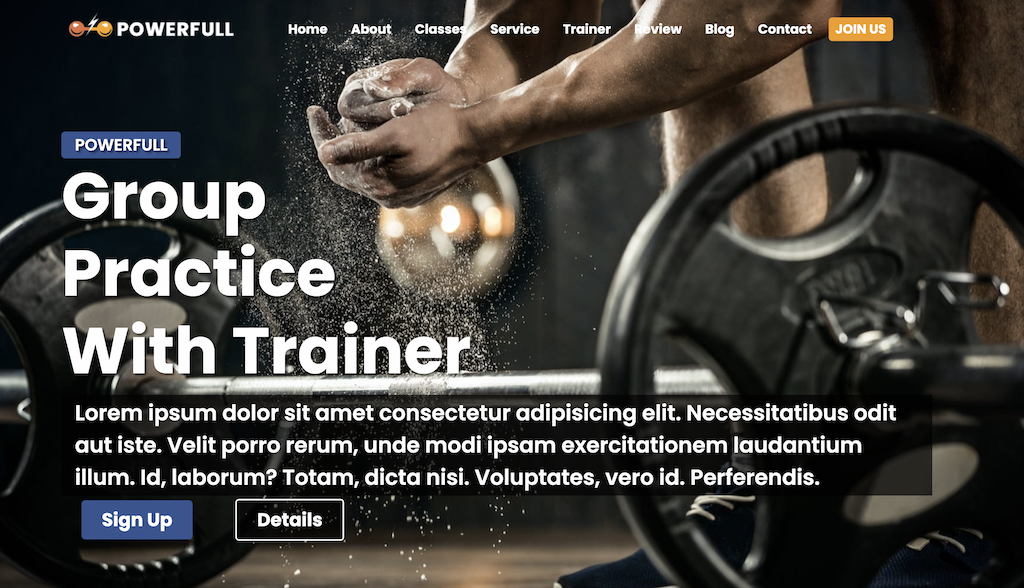 POWERFULL
Home About Classes Service Trainer Review Blog Contact JOIN US
POWERFULL
Group
Practice
With Trainer
Lorem ipsum dolor sit amet consectetur adipisicing elit. Necessitatibus odit
aut iste. Velit porro rerum, unde modi ipsam exercitationem laudantium
illum. Id, laborum? Totam, dicta nisi. Voluptates, vero id. Perferendis.
Sign Up Details